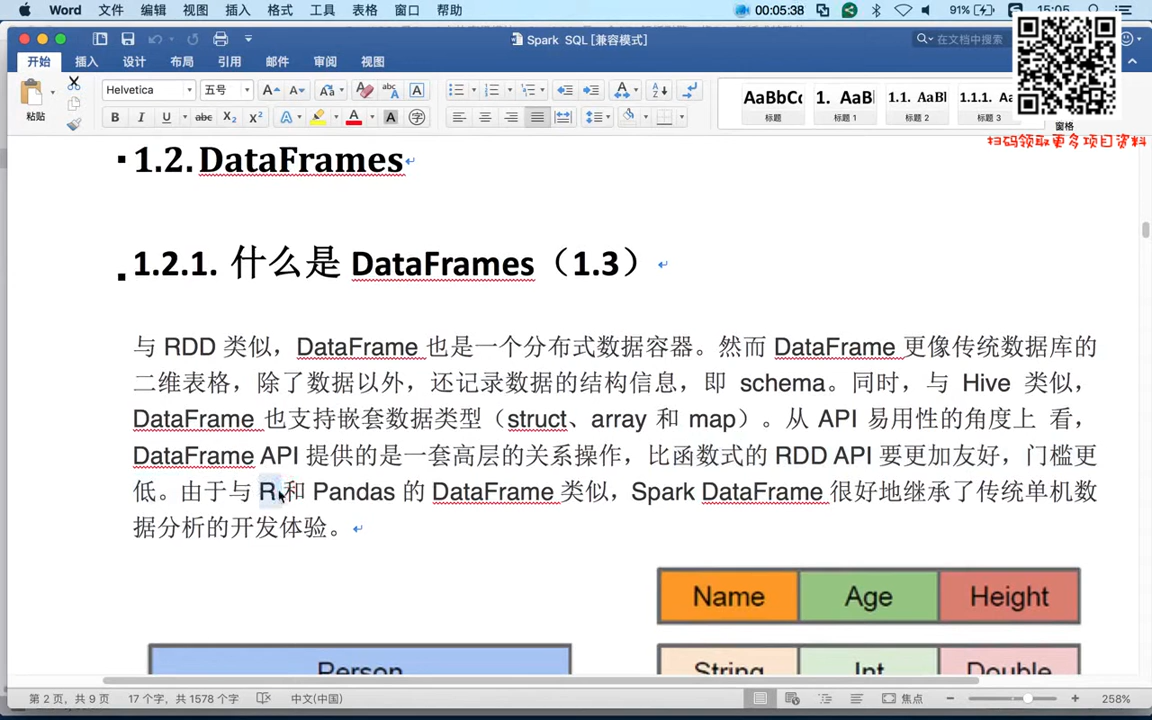 Word 文件 编辑 视图 插入 格式 工具 表格 窗口 帮助 00:05:38 91% 15:05
Spark SQL [兼容模式] 在文档中搜索
开始 插入 设计 布局 引用 邮件 审阅 视图
粘贴 Helvetica 五号 AaBbCc 1. AaBl 1.1. AaBl 1.1.1. Aa
标题 标题 1 标题 2 标题 3 窗格
扫码领取更多项目资料
1.2. DataFrames
1.2.1. 什么是 DataFrames（1.3）
与 RDD 类似，DataFrame 也是一个分布式数据容器。然而 DataFrame 更像传统数据库的
二维表格，除了数据以外，还记录数据的结构信息，即 schema。同时，与 Hive 类似，
DataFrame 也支持嵌套数据类型（struct、array 和 map）。从 API 易用性的角度上 看，
DataFrame API 提供的是一套高层的关系操作，比函数式的 RDD API 要更加友好，门槛更
低。由于与 R 和 Pandas 的 DataFrame 类似，Spark DataFrame 很好地继承了传统单机数
据分析的开发体验。
Name Age Height
Person String Int Double
第 2 页，共 9 页 17 个字，共 1578 个字 中文(中国) 焦点 258%